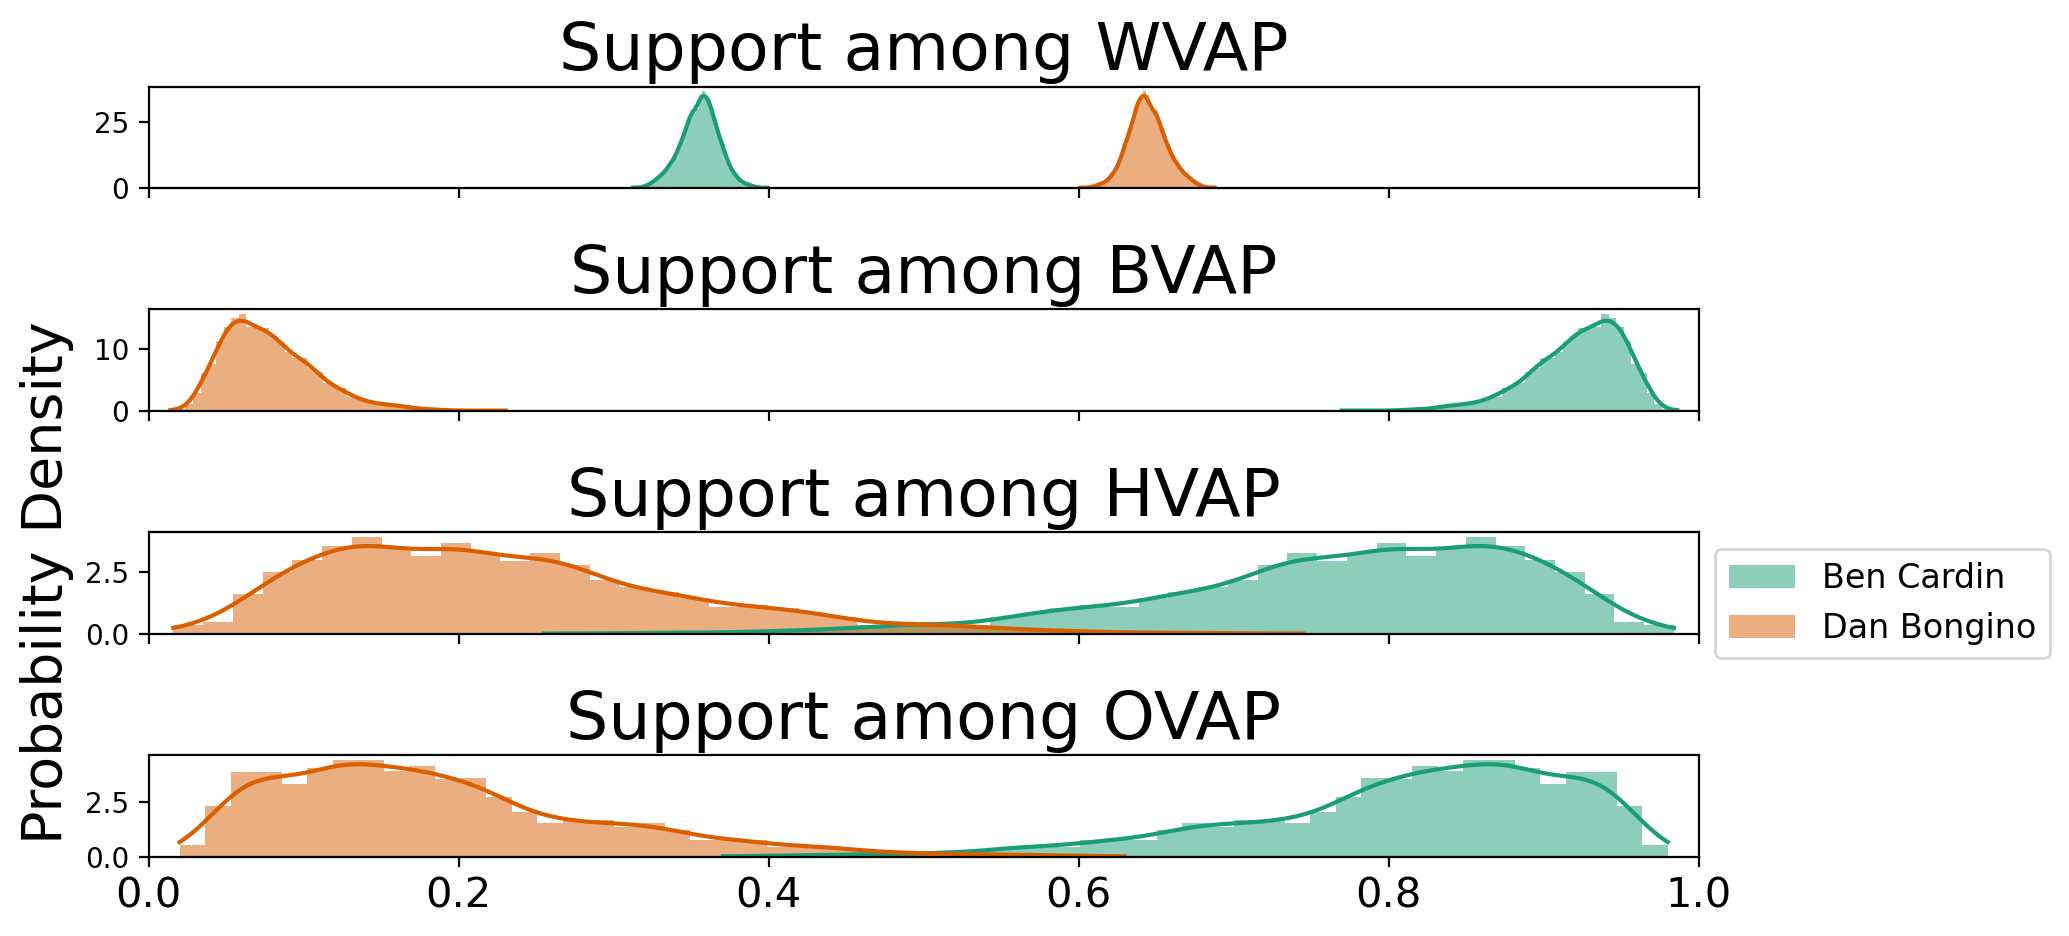 Support among WVAP
25
0
Support among BVAP
10
0
Support among HVAP
2.5
0.0
Support among OVAP
2.5
0.0
0.0 0.2 0.4 0.6 0.8 1.0
Probability Density
Ben Cardin
Dan Bongino